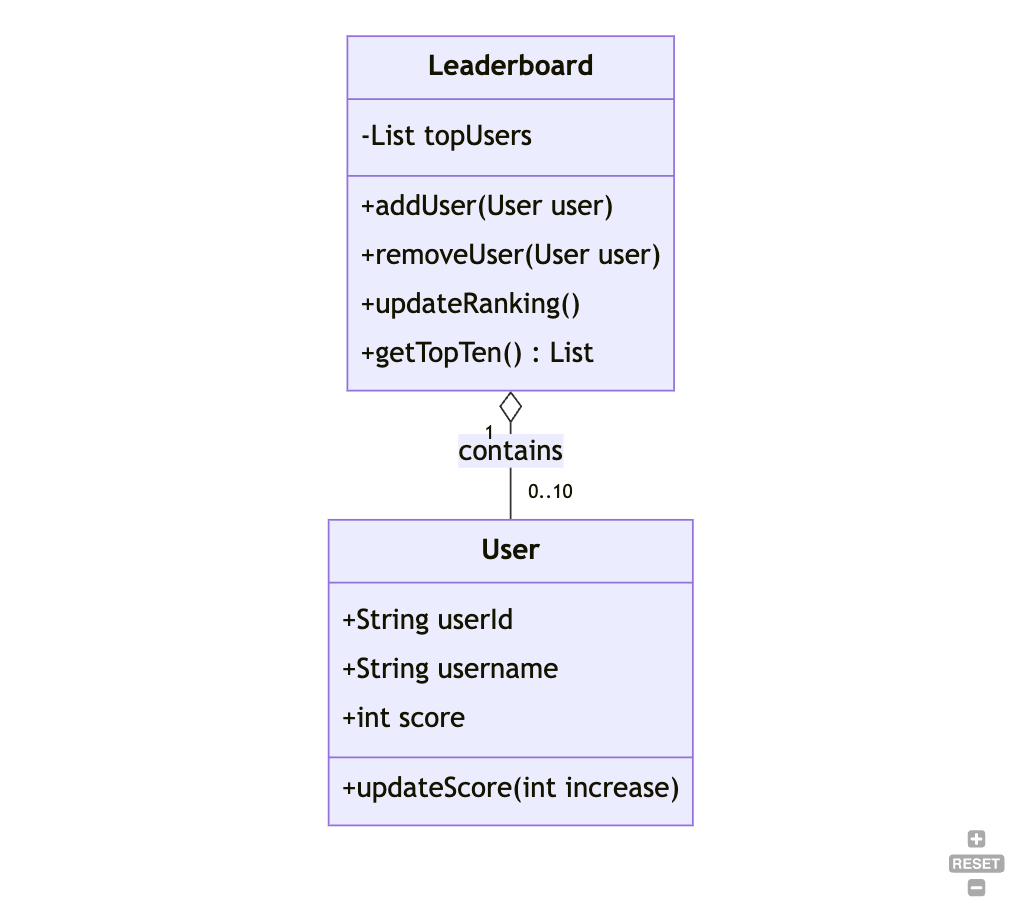 Leaderboard
-List topUsers
+addUser(User user)
+removeUser(User user)
+updateRanking()
+getTopTen() : List
1
contains
0..10
User
+String userId
+String username
+int score
+updateScore(int increase)
RESET